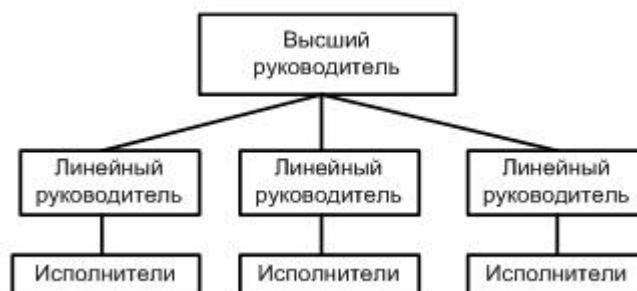 Высший
руководитель
Линейный
руководитель
Линейный
руководитель
Линейный
руководитель
Исполнители
Исполнители
Исполнители